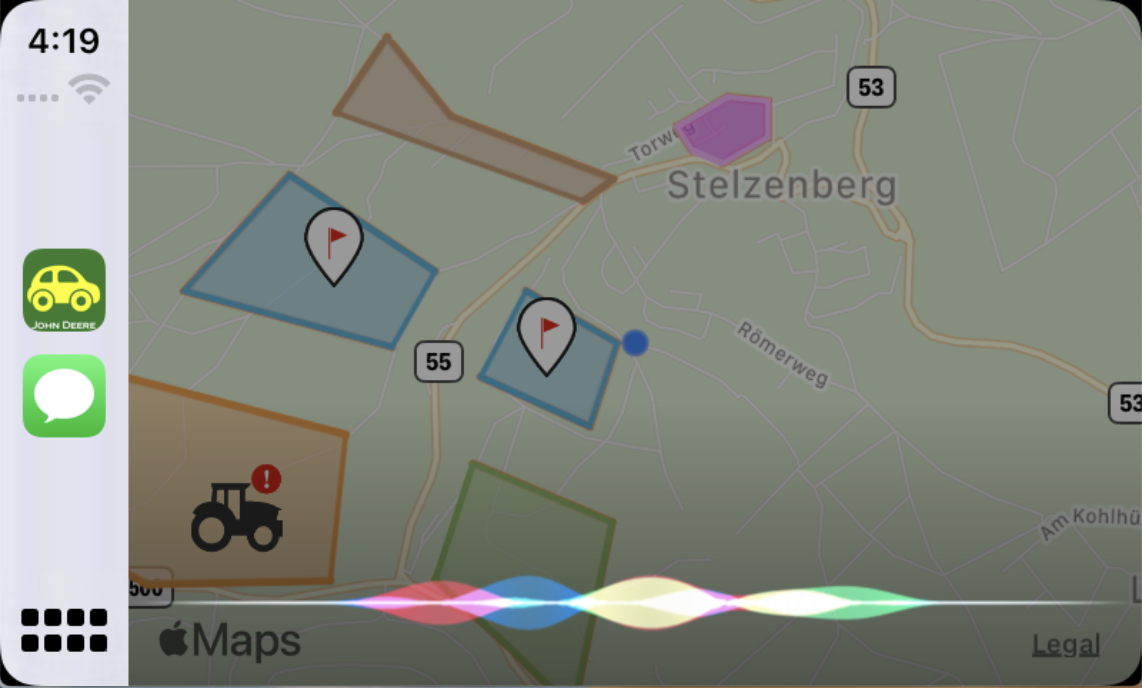 4:19
53
Torweg
Stelzenberg
JOHN DEERE
55
Römerweg
53
!
Am Kohlhü
500
L
Maps
Legal